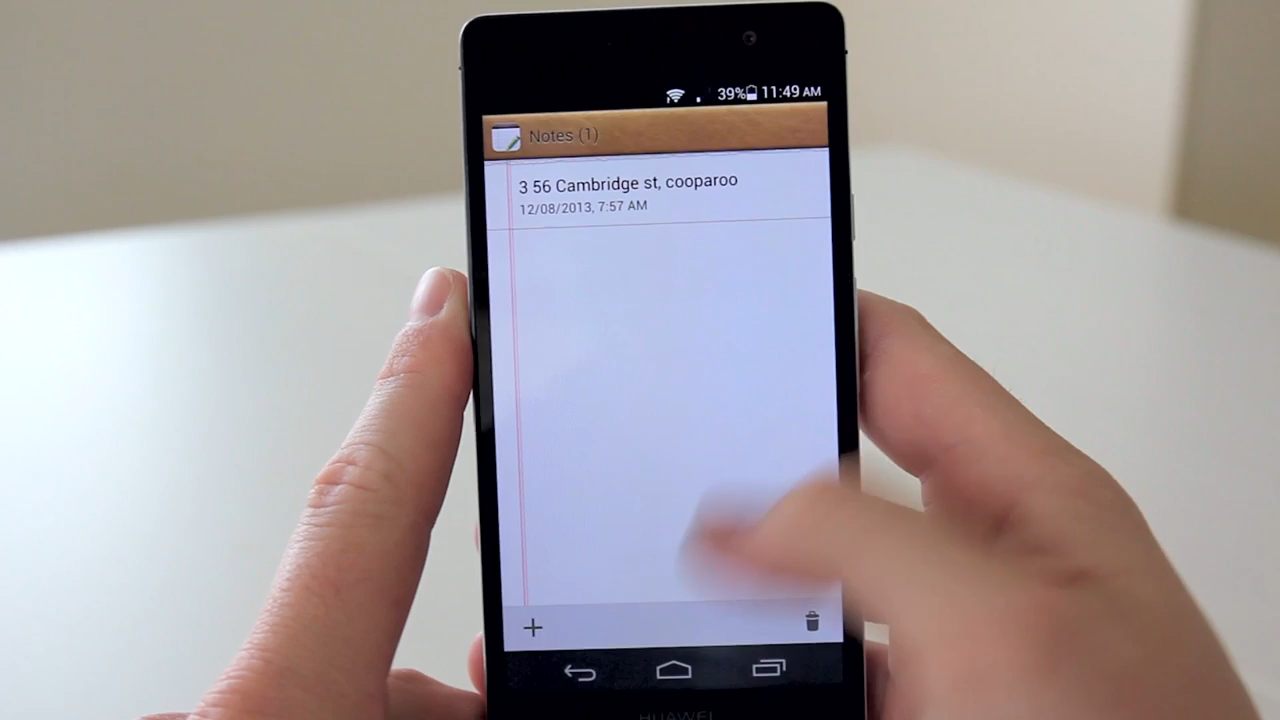 39% 11:49 AM
Notes (1)
3 56 Cambridge st, cooparoo
12/08/2013, 7:57 AM
HUAWEI